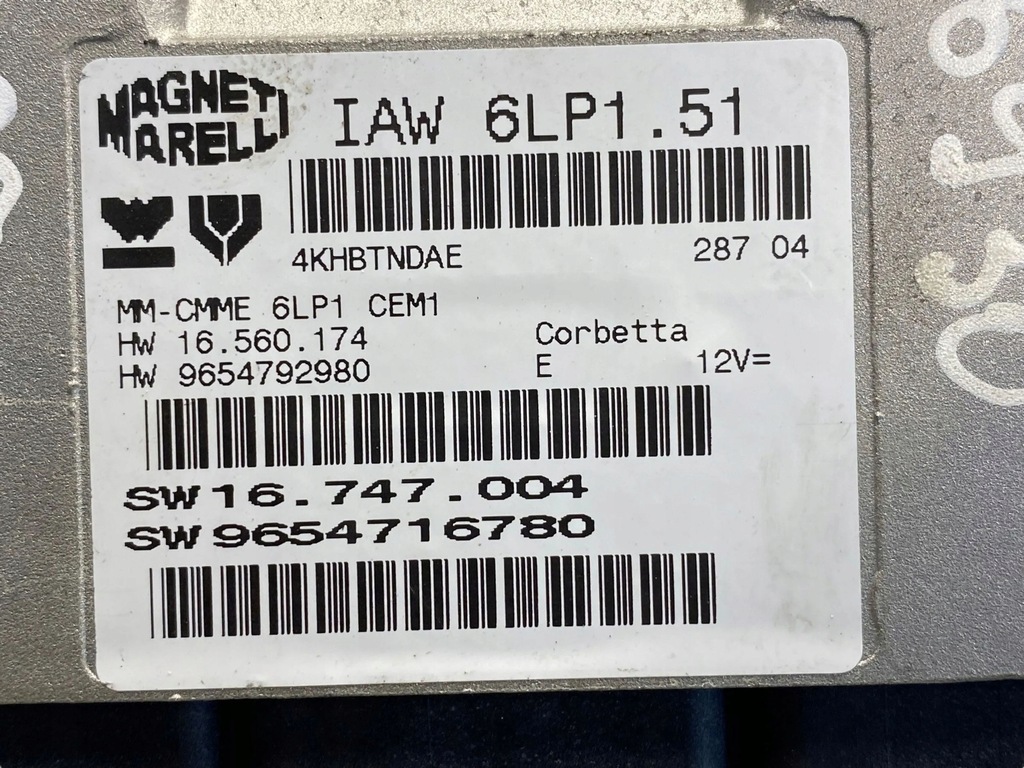 MAGNETI
MARELLI
IAW 6LP1.51
4KHBTNDAE 287 04
MM-CMME 6LP1 CEM1
HW 16.560.174 Corbetta
HW 9654792980 E 12V=
SW 16.747.004
SW 9654716780